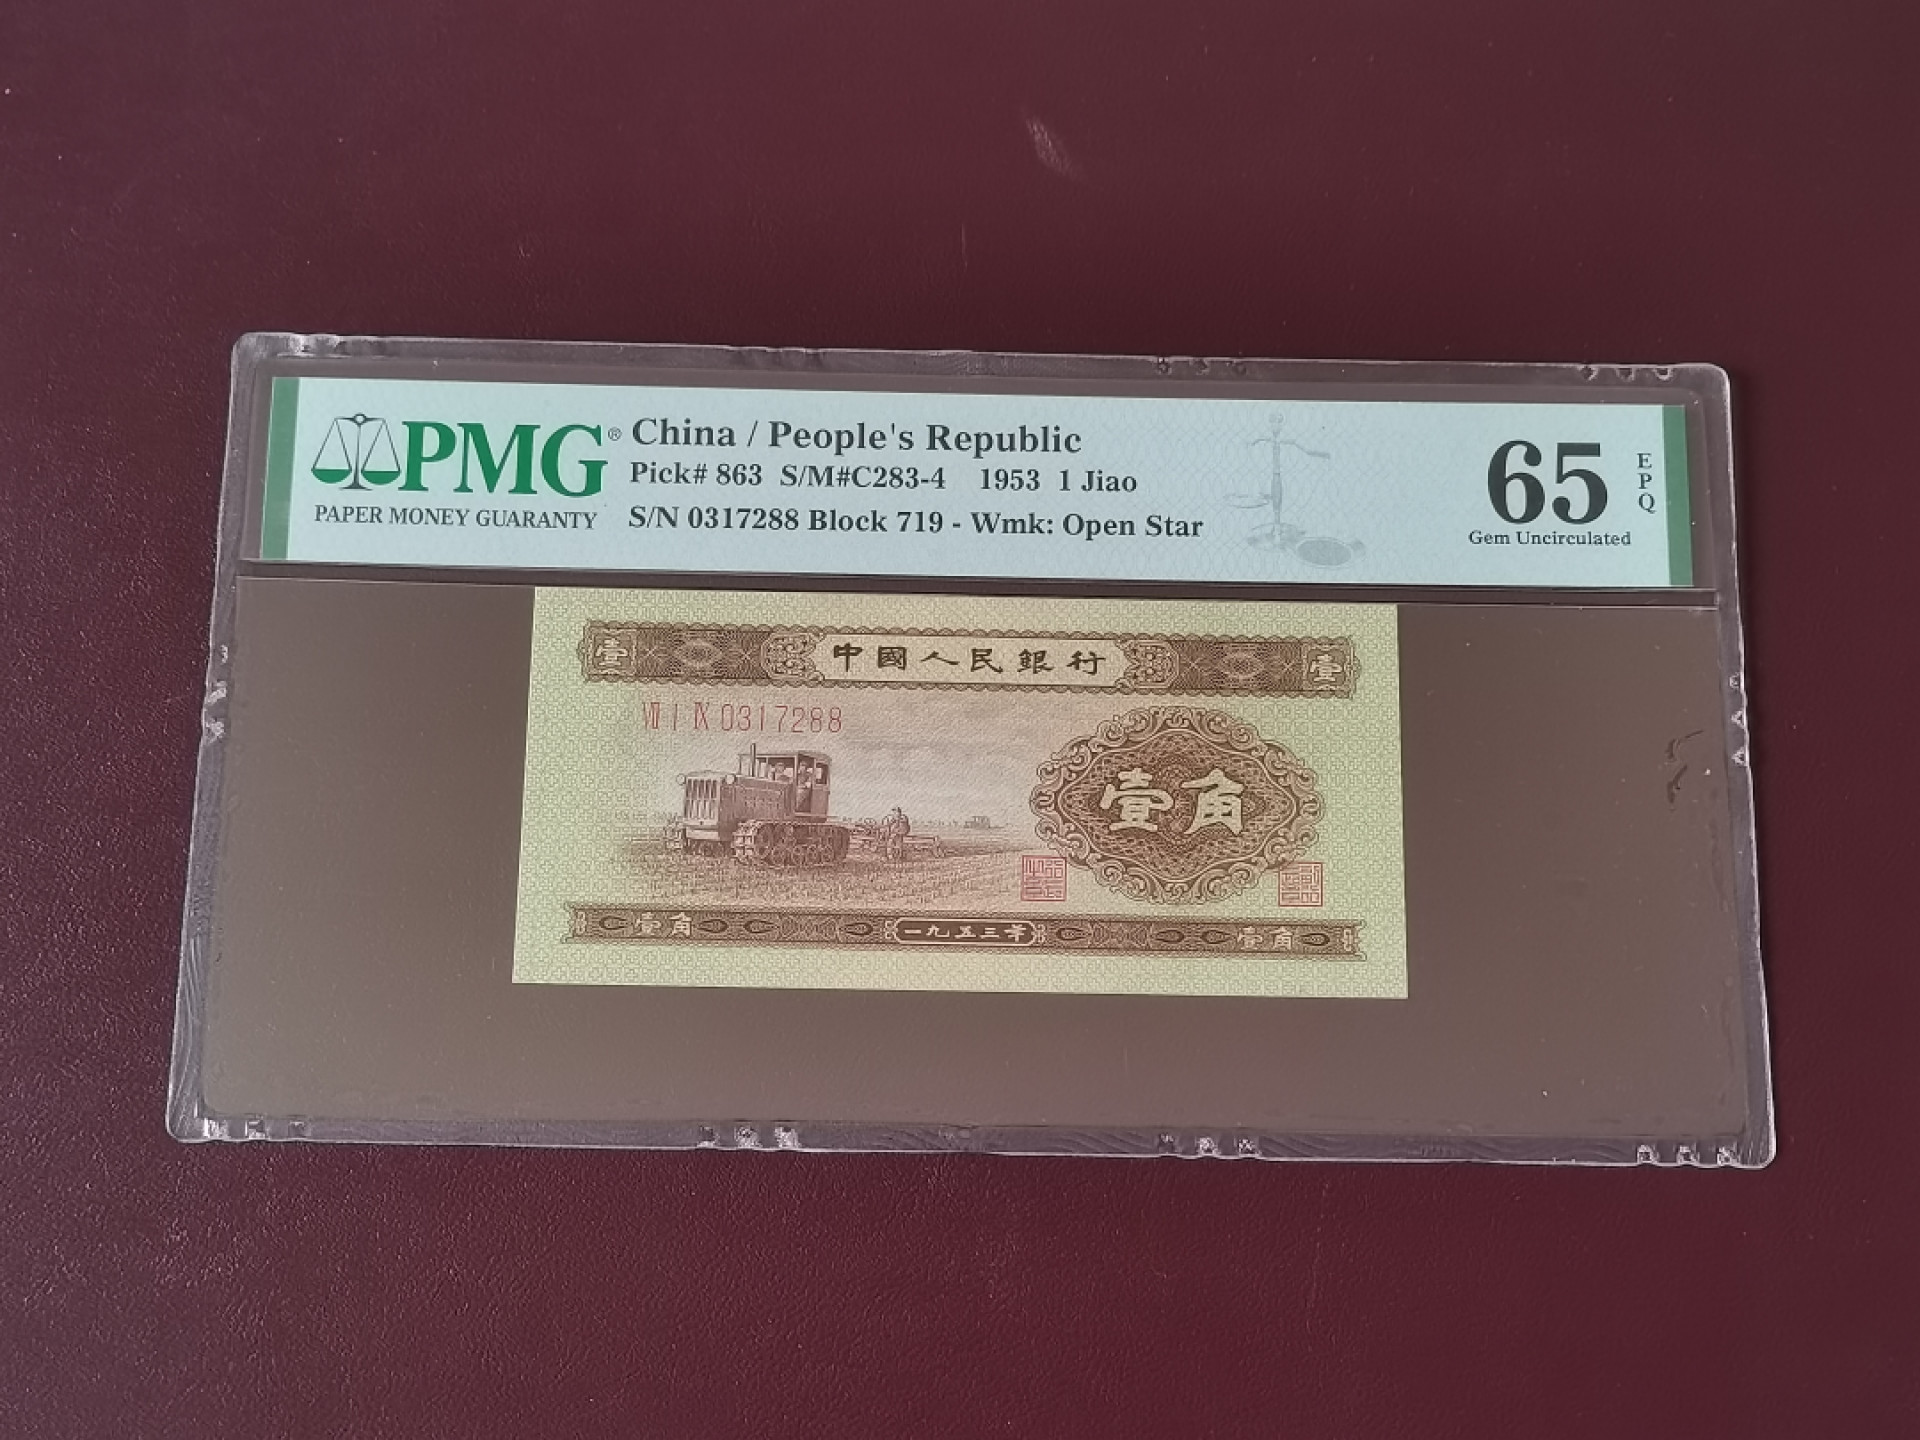 PMG®
PAPER MONEY GUARANTY
China / People's Republic
Pick# 863 S/M#C283-4 1953 1 Jiao
S/N 0317288 Block 719 - Wmk: Open Star
65
EPQ
Gem Uncirculated
壹 中國人民銀行 壹
Ⅶ Ⅰ Ⅸ 0317288
壹角
壹角 一九五三年 壹角